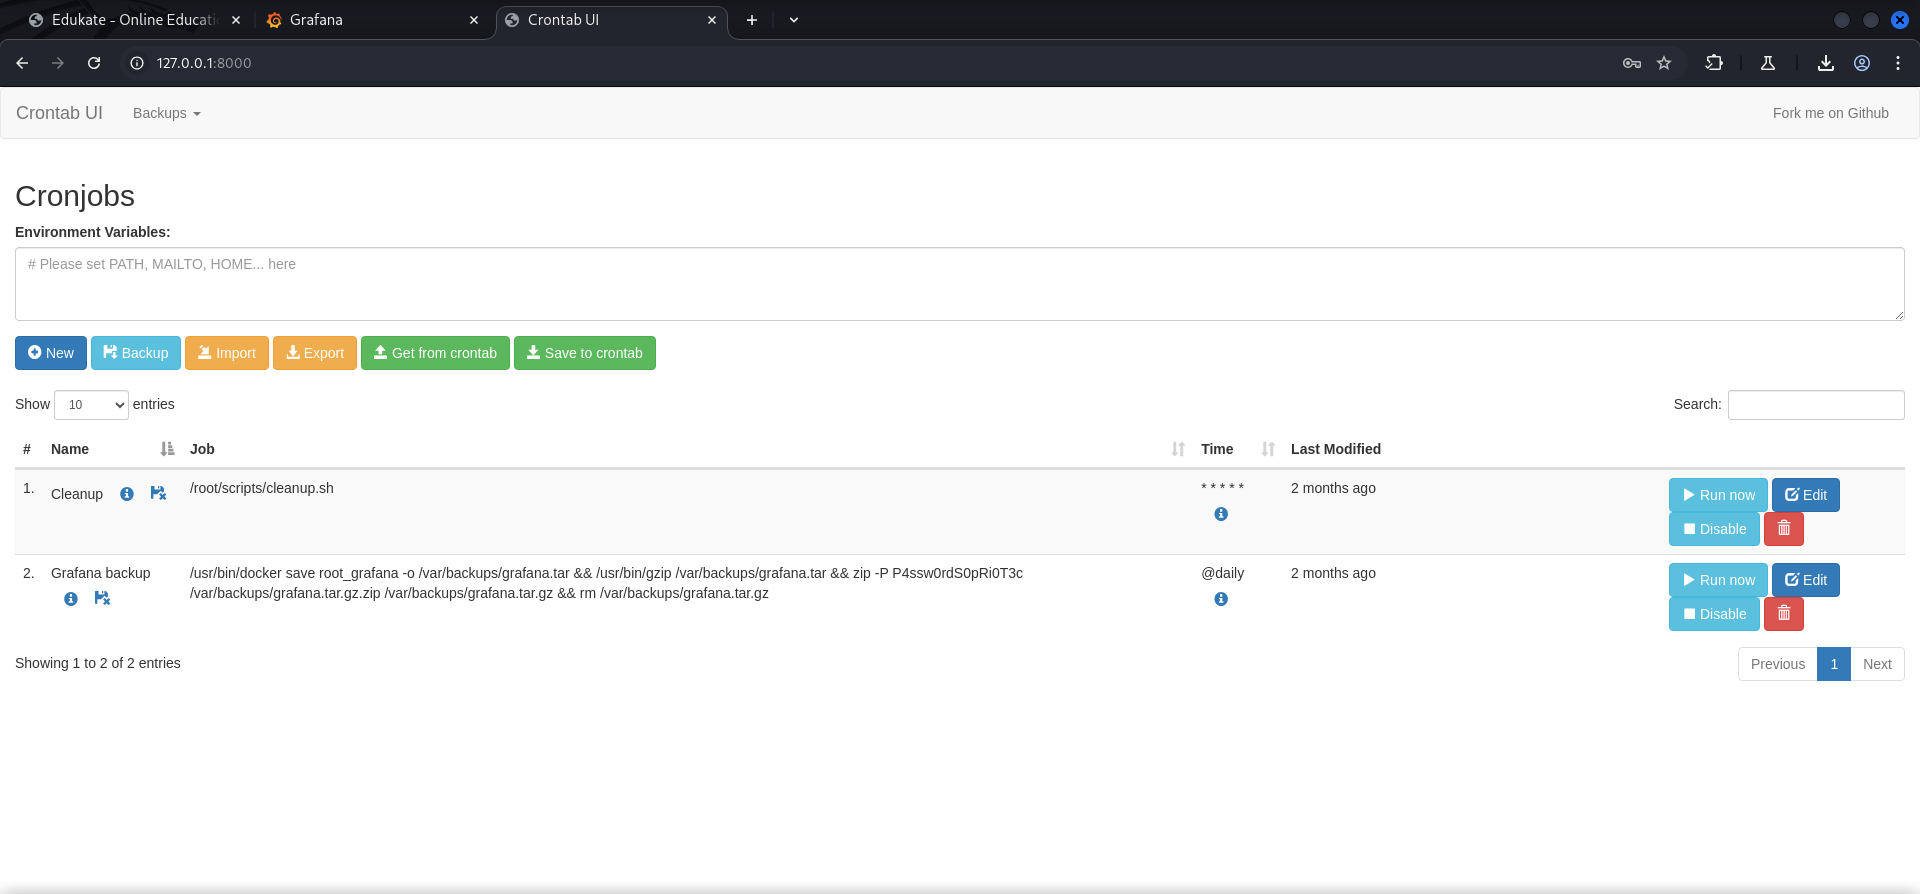 Edukate - Online Educati
Grafana
Crontab UI
127.0.0.1:8000
Crontab UI
Backups
Fork me on Github
Cronjobs
Environment Variables:
# Please set PATH, MAILTO, HOME... here
New
Backup
Import
Export
Get from crontab
Save to crontab
Show 10 entries
Search:
# Name Job Time Last Modified
1. Cleanup /root/scripts/cleanup.sh * * * * * 2 months ago
Run now Edit
Disable
2. Grafana backup /usr/bin/docker save root_grafana -o /var/backups/grafana.tar && /usr/bin/gzip /var/backups/grafana.tar && zip -P P4ssw0rdS0pRi0T3c @daily 2 months ago
/var/backups/grafana.tar.gz.zip /var/backups/grafana.tar.gz && rm /var/backups/grafana.tar.gz
Run now Edit
Disable
Showing 1 to 2 of 2 entries
Previous 1 Next